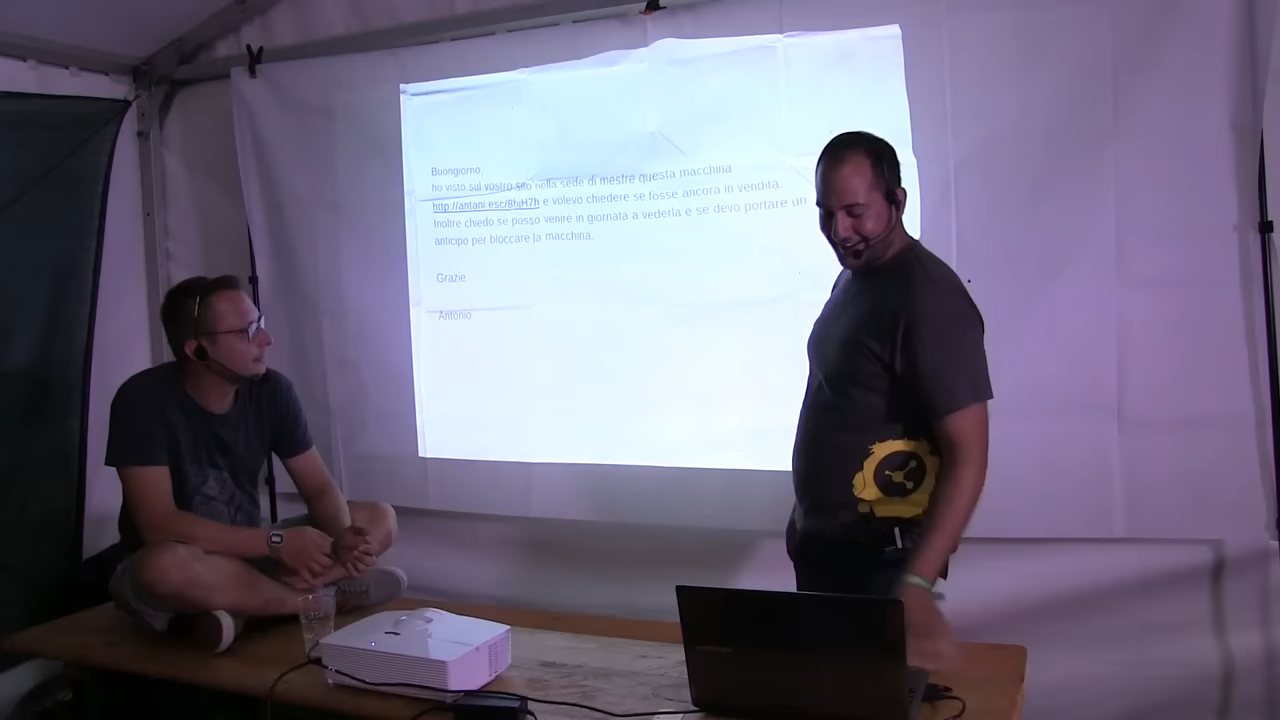 Buongiorno,
ho visto sul vostro sito nella sede di mestre questa macchina
http://antani.esc/8hjH7h e volevo chiedere se fosse ancora in vendita.
Inoltre chiedo se posso venire in giornata a vederla e se devo portare un
anticipo per bloccare la macchina.
Grazie
Antonio